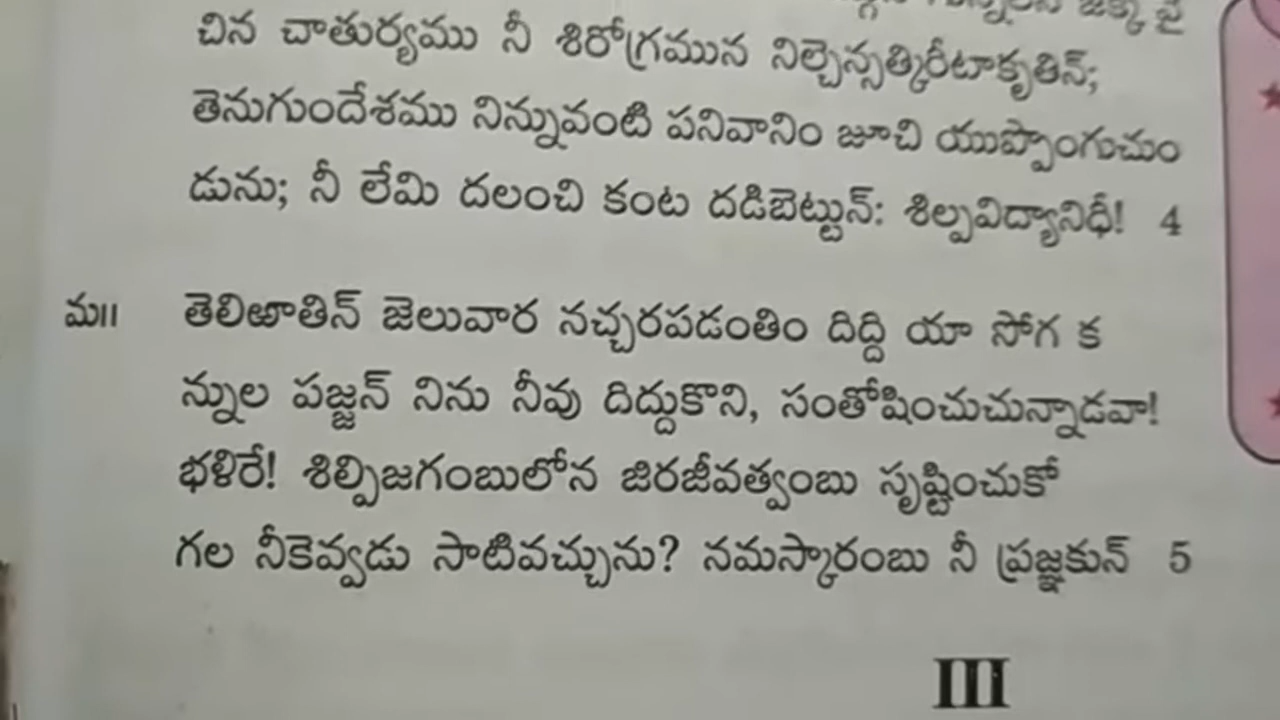 చిన చాతుర్యము నీ శిరోగ్రమున నిల్చెన్సత్కిరీటాకృతిన్;
తెనుగుందేశము నిన్నువంటి పనివానిం జూచి యుప్పొంగుచుం
డును; నీ లేమి దలంచి కంట దడిబెట్టున్: శిల్పవిద్యానిధీ! 4
మ॥ తెలిఱాతిన్ జెలువార నచ్చరపడంతిం దిద్ది యా సోగ క
న్నుల పజ్జన్ నిను నీవు దిద్దుకొని, సంతోషించుచున్నాడవా!
భళిరే! శిల్పిజగంబులోన జిరజీవత్వంబు సృష్టించుకో
గల నీకెవ్వడు సాటివచ్చును? నమస్కారంబు నీ ప్రజ్ఞకున్ 5
III